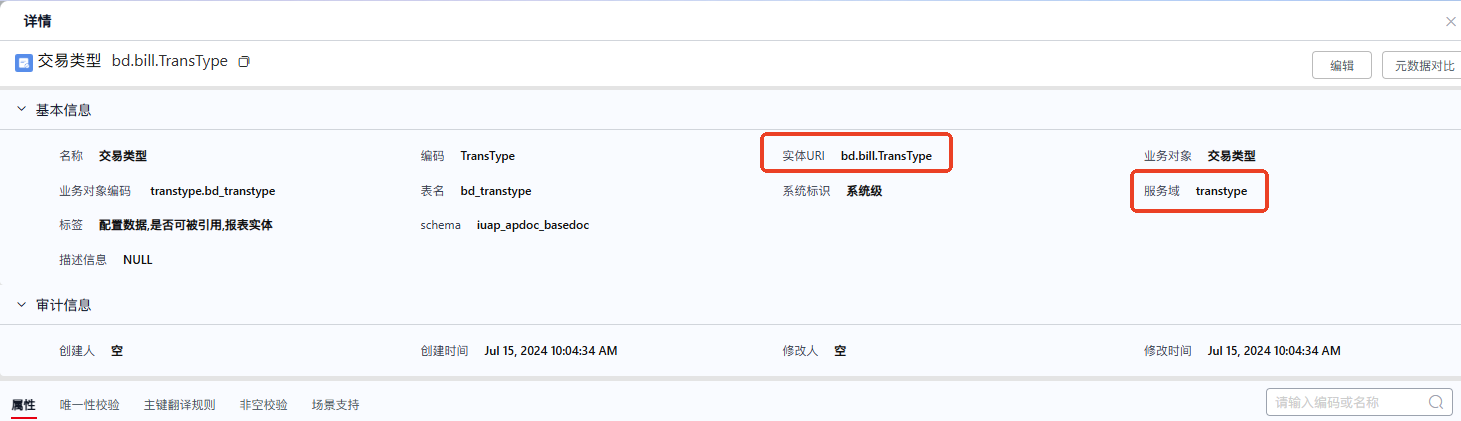 详情
交易类型 bd.bill.TransType
编辑 元数据对比
基本信息
名称 交易类型 编码 TransType 实体URI bd.bill.TransType 业务对象 交易类型
业务对象编码 transtype.bd_transtype 表名 bd_transtype 系统标识 系统级 服务域 transtype
标签 配置数据,是否可被引用,报表实体 schema iuap_apdoc_basedoc
描述信息 NULL
审计信息
创建人 空 创建时间 Jul 15, 2024 10:04:34 AM 修改人 空 修改时间 Jul 15, 2024 10:04:34 AM
属性 唯一性校验 主键翻译规则 非空校验 场景支持 请输入编码或名称